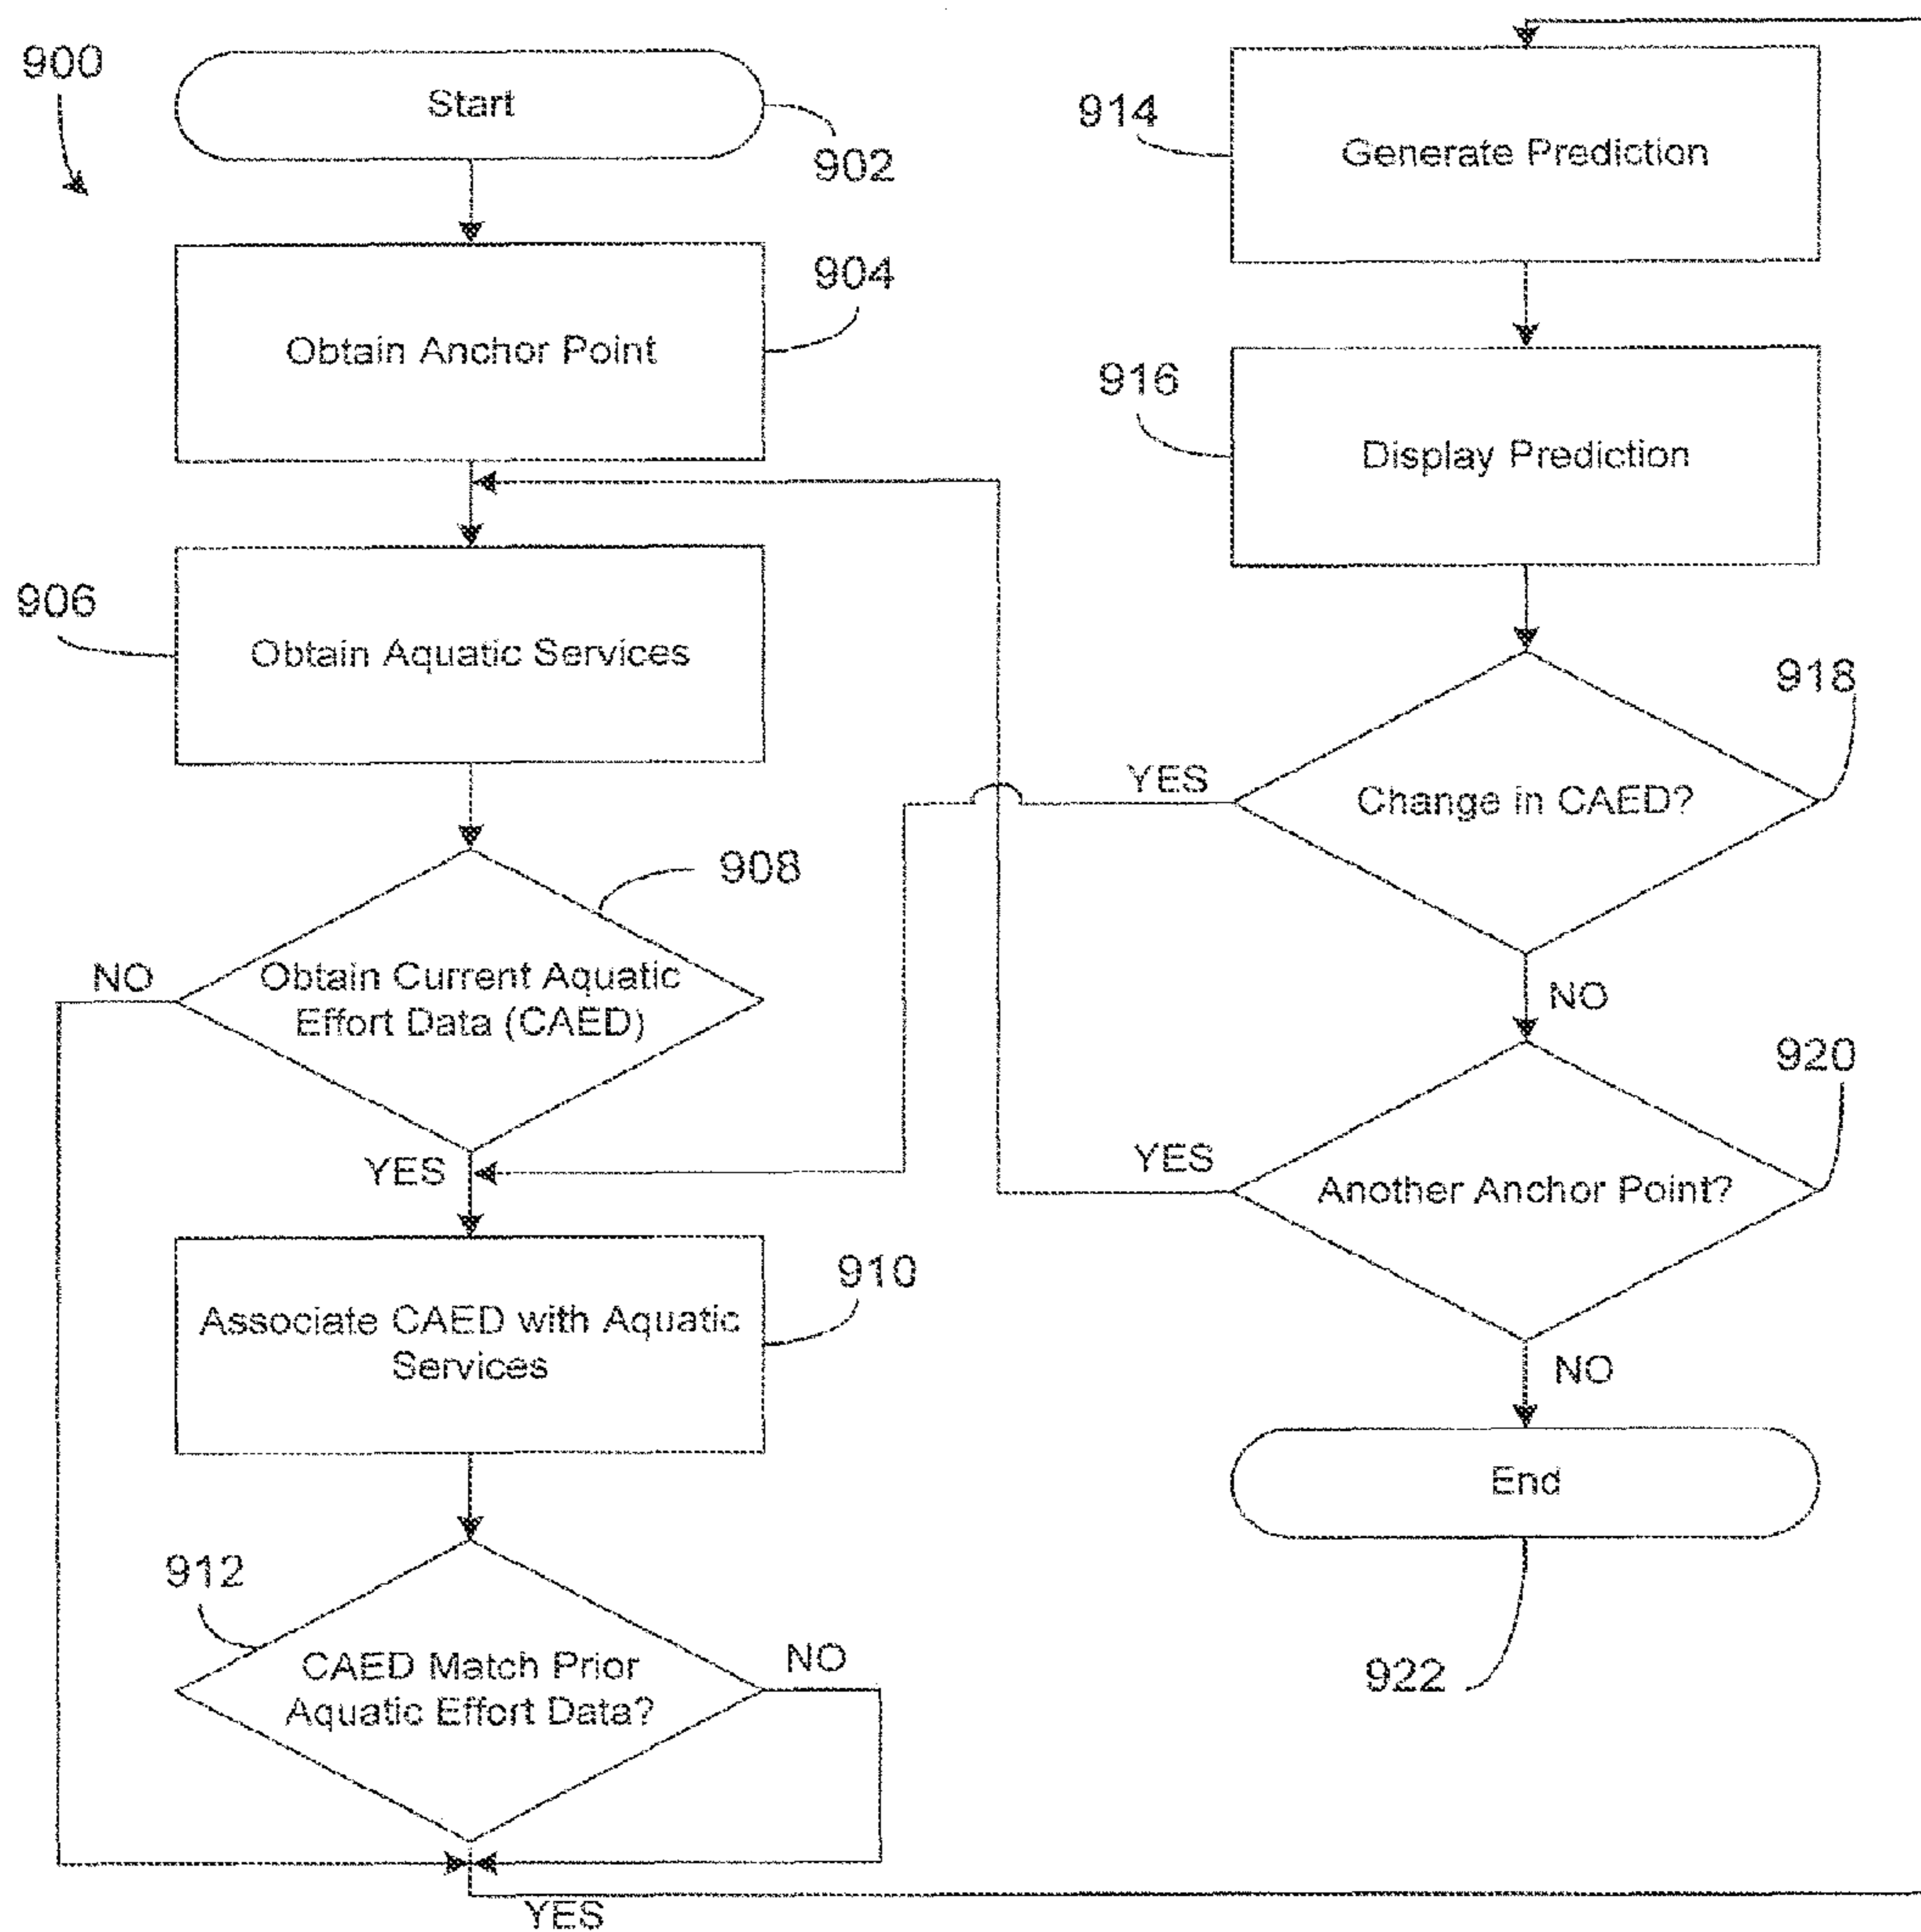 900
Start
902
904
Obtain Anchor Point
906
Obtain Aquatic Services
908
NO
Obtain Current Aquatic
Effort Data (CAED)
YES
910
Associate CAED with Aquatic
Services
912
CAED Match Prior
Aquatic Effort Data?
NO
YES
914
Generate Prediction
916
Display Prediction
918
YES
Change in CAED?
NO
920
YES
Another Anchor Point?
NO
End
922